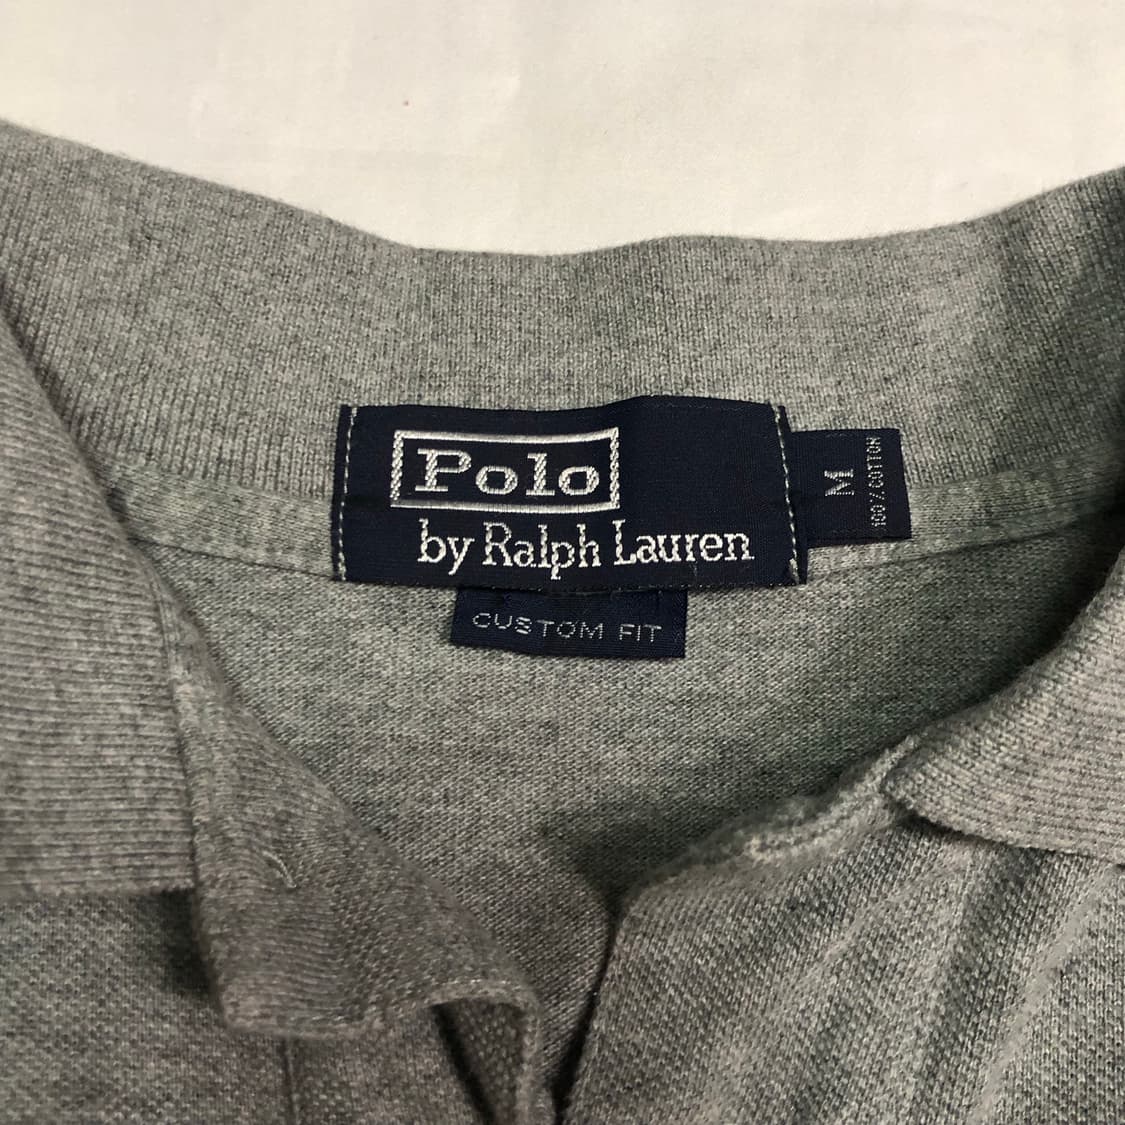 Polo
by Ralph Lauren
CUSTOM FIT
M
100% COTTON